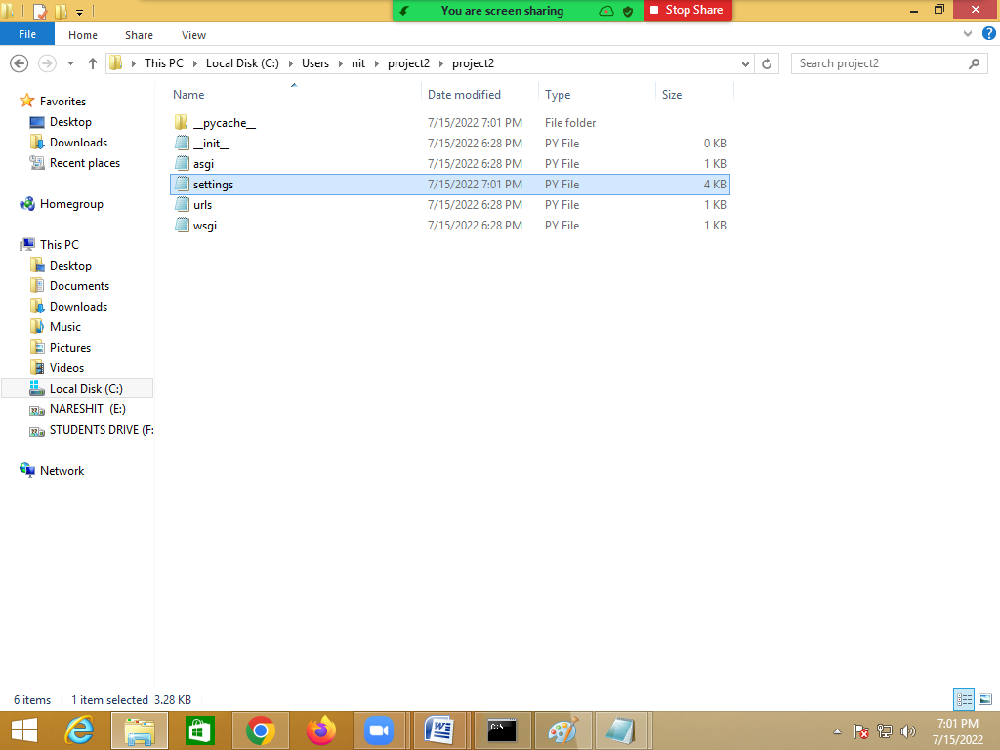 You are screen sharing Stop Share
File Home Share View
This PC Local Disk (C:) Users nit project2 project2 Search project2
Name Date modified Type Size
Favorites
Desktop
Downloads
Recent places
Homegroup
This PC
Desktop
Documents
Downloads
Music
Pictures
Videos
Local Disk (C:)
NARESHIT (E:)
STUDENTS DRIVE (F:
Network
__pycache__ 7/15/2022 7:01 PM File folder
__init__ 7/15/2022 6:28 PM PY File 0 KB
asgi 7/15/2022 6:28 PM PY File 1 KB
settings 7/15/2022 7:01 PM PY File 4 KB
urls 7/15/2022 6:28 PM PY File 1 KB
wsgi 7/15/2022 6:28 PM PY File 1 KB
6 items 1 item selected 3.28 KB
7:01 PM
7/15/2022